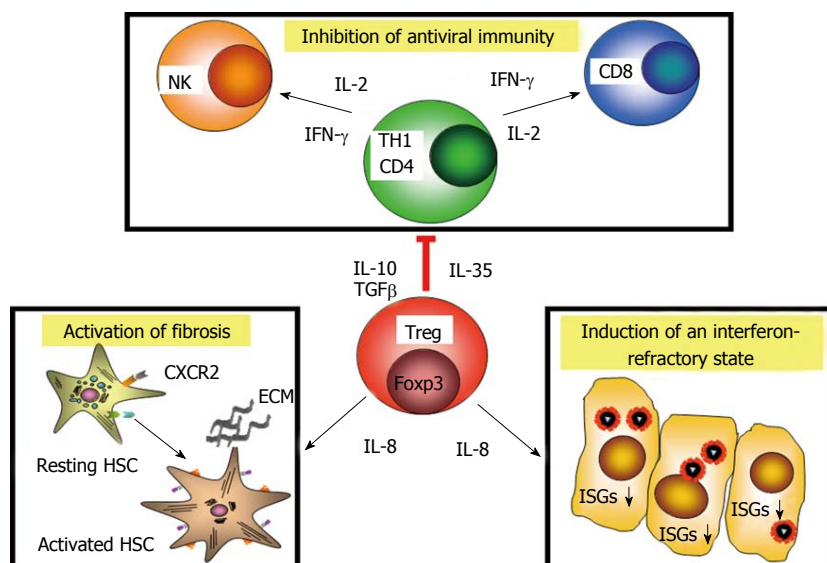 Inhibition of antiviral immunity
NK
IL-2
IFN-γ
IFN-γ
IL-2
CD8
TH1
CD4
IL-10
TGFβ
IL-35
Treg
Foxp3
IL-8
IL-8
Activation of fibrosis
CXCR2
ECM
Resting HSC
Activated HSC
Induction of an interferon-
refractory state
ISGs ↓
ISGs ↓
ISGs ↓